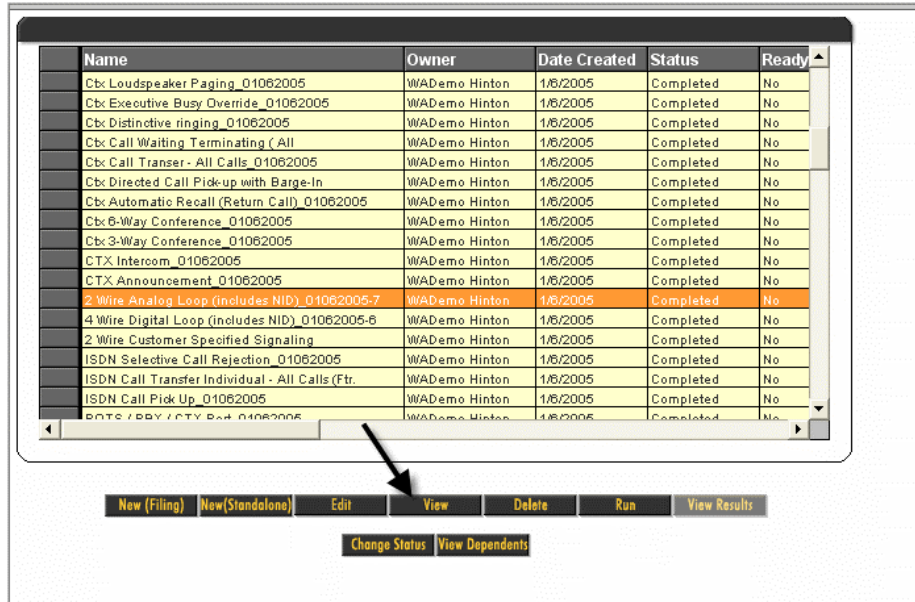 Name Owner Date Created Status Ready
Ctx Loudspeaker Paging_01062005 WADemo Hinton 1/6/2005 Completed No
Ctx Executive Busy Override_01062005 WADemo Hinton 1/6/2005 Completed No
Ctx Distinctive ringing_01062005 WADemo Hinton 1/6/2005 Completed No
Ctx Call Waiting Terminating ( All WADemo Hinton 1/6/2005 Completed No
Ctx Call Transer - All Calls_01062005 WADemo Hinton 1/6/2005 Completed No
Ctx Directed Call Pick-up with Barge-In WADemo Hinton 1/6/2005 Completed No
Ctx Automatic Recall (Return Call)_01062005 WADemo Hinton 1/6/2005 Completed No
Ctx 6-Way Conference_01062005 WADemo Hinton 1/6/2005 Completed No
Ctx 3-Way Conference_01062005 WADemo Hinton 1/6/2005 Completed No
CTX Intercom_01062005 WADemo Hinton 1/6/2005 Completed No
CTX Announcement_01062005 WADemo Hinton 1/6/2005 Completed No
2 Wire Analog Loop (includes NID)_01062005-7 WADemo Hinton 1/6/2005 Completed No
4 Wire Digital Loop (includes NID)_01062005-6 WADemo Hinton 1/6/2005 Completed No
2 Wire Customer Specified Signaling WADemo Hinton 1/6/2005 Completed No
ISDN Selective Call Rejection_01062005 WADemo Hinton 1/6/2005 Completed No
ISDN Call Transfer Individual - All Calls (Ftr. WADemo Hinton 1/6/2005 Completed No
ISDN Call Pick Up_01062005 WADemo Hinton 1/6/2005 Completed No
POTS / PBX / CTX Port_01062005 WADemo Hinton 1/6/2005 Completed No
New (Filing) New(Standalone) Edit View Delete Run View Results
Change Status View Dependents